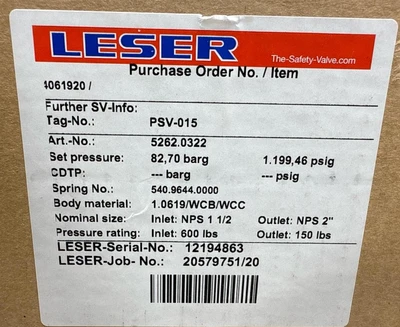 LESER
The-Safety-Valve.com
Purchase Order No. / Item
4061920 /
Further SV-Info:
Tag-No.: PSV-015
Art.-No.: 5262.0322
Set pressure: 82,70 barg 1.199,46 psig
CDTP: --- barg --- psig
Spring No.: 540.9644.0000
Body material: 1.0619/WCB/WCC
Nominal size: Inlet: NPS 1 1/2 Outlet: NPS 2"
Pressure rating: Inlet: 600 lbs Outlet: 150 lbs
LESER-Serial-No.: 12194863
LESER-Job- No.: 20579751/20